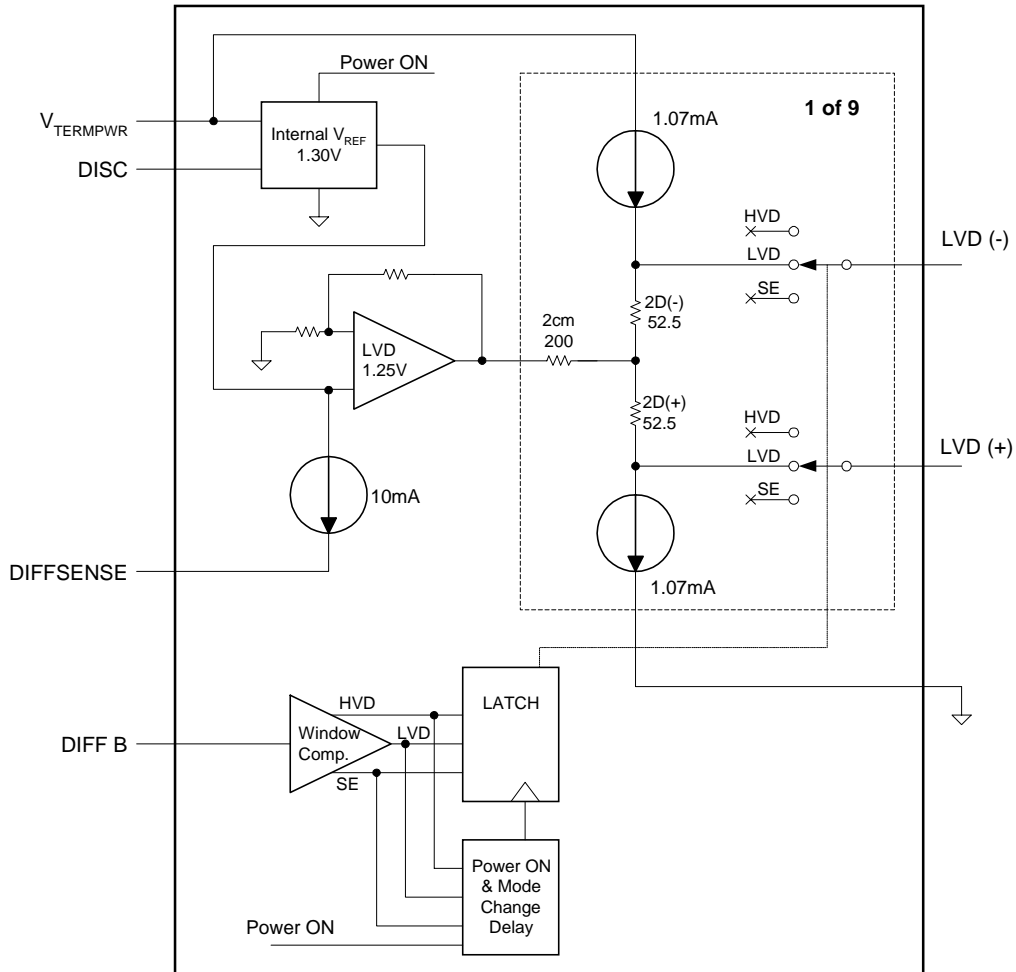 Power ON
1 of 9
1.07mA
V_TERMPWR
Internal V_REF
1.30V
DISC
HVD
LVD (-)
LVD
SE
2D(-)
52.5
2cm
200
LVD
1.25V
2D(+)
52.5
HVD
LVD (+)
LVD
SE
10mA
DIFFSENSE
1.07mA
HVD
LATCH
DIFF B
Window
Comp.
LVD
SE
Power ON
& Mode
Change
Delay
Power ON